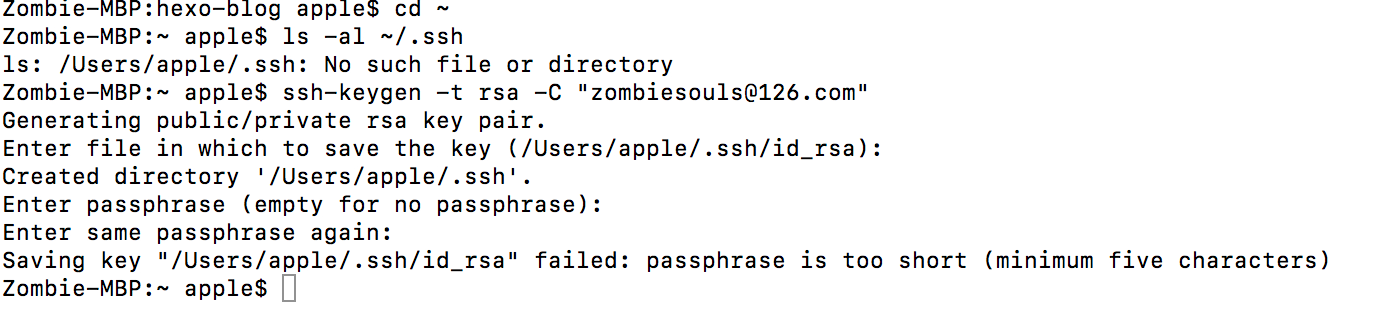 Zombie-MBP:hexo-blog apple$ cd ~
Zombie-MBP:~ apple$ ls -al ~/.ssh
ls: /Users/apple/.ssh: No such file or directory
Zombie-MBP:~ apple$ ssh-keygen -t rsa -C "zombiesouls@126.com"
Generating public/private rsa key pair.
Enter file in which to save the key (/Users/apple/.ssh/id_rsa):
Created directory '/Users/apple/.ssh'.
Enter passphrase (empty for no passphrase):
Enter same passphrase again:
Saving key "/Users/apple/.ssh/id_rsa" failed: passphrase is too short (minimum five characters)
Zombie-MBP:~ apple$